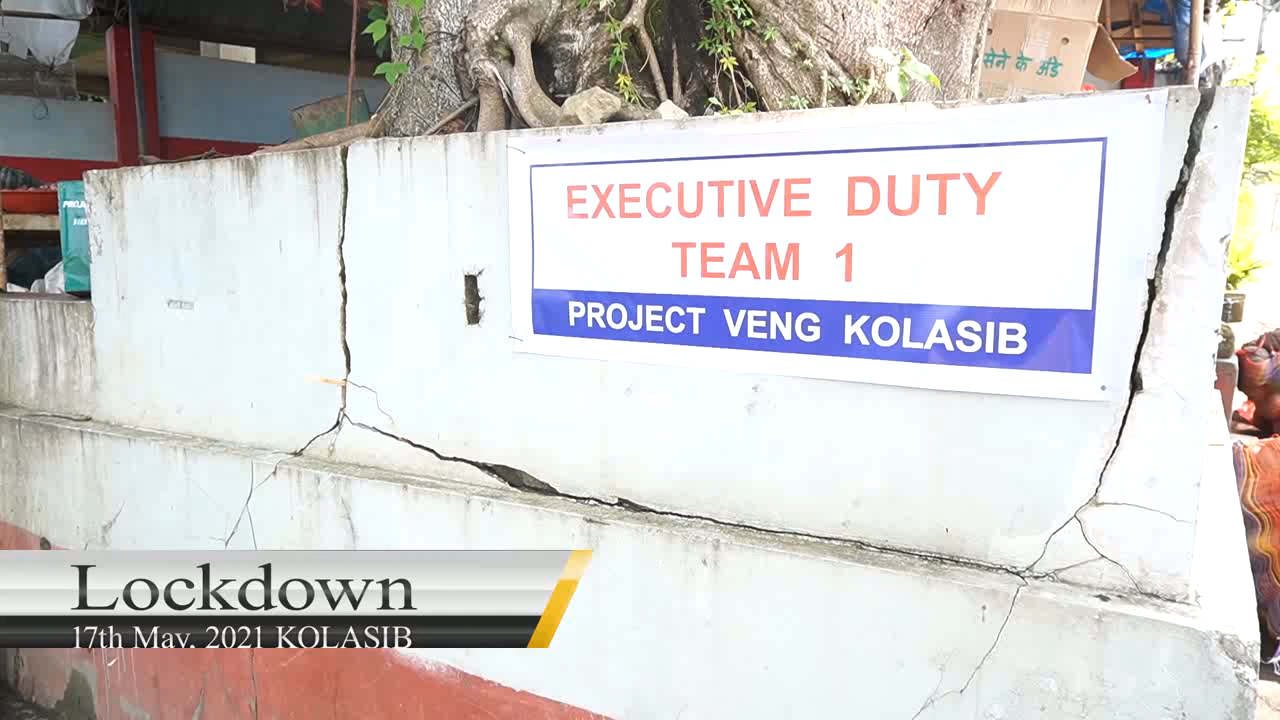 सेने के अंडे
EXECUTIVE DUTY
TEAM 1
PROJECT VENG KOLASIB
Lockdown
17th May, 2021 KOLASIB